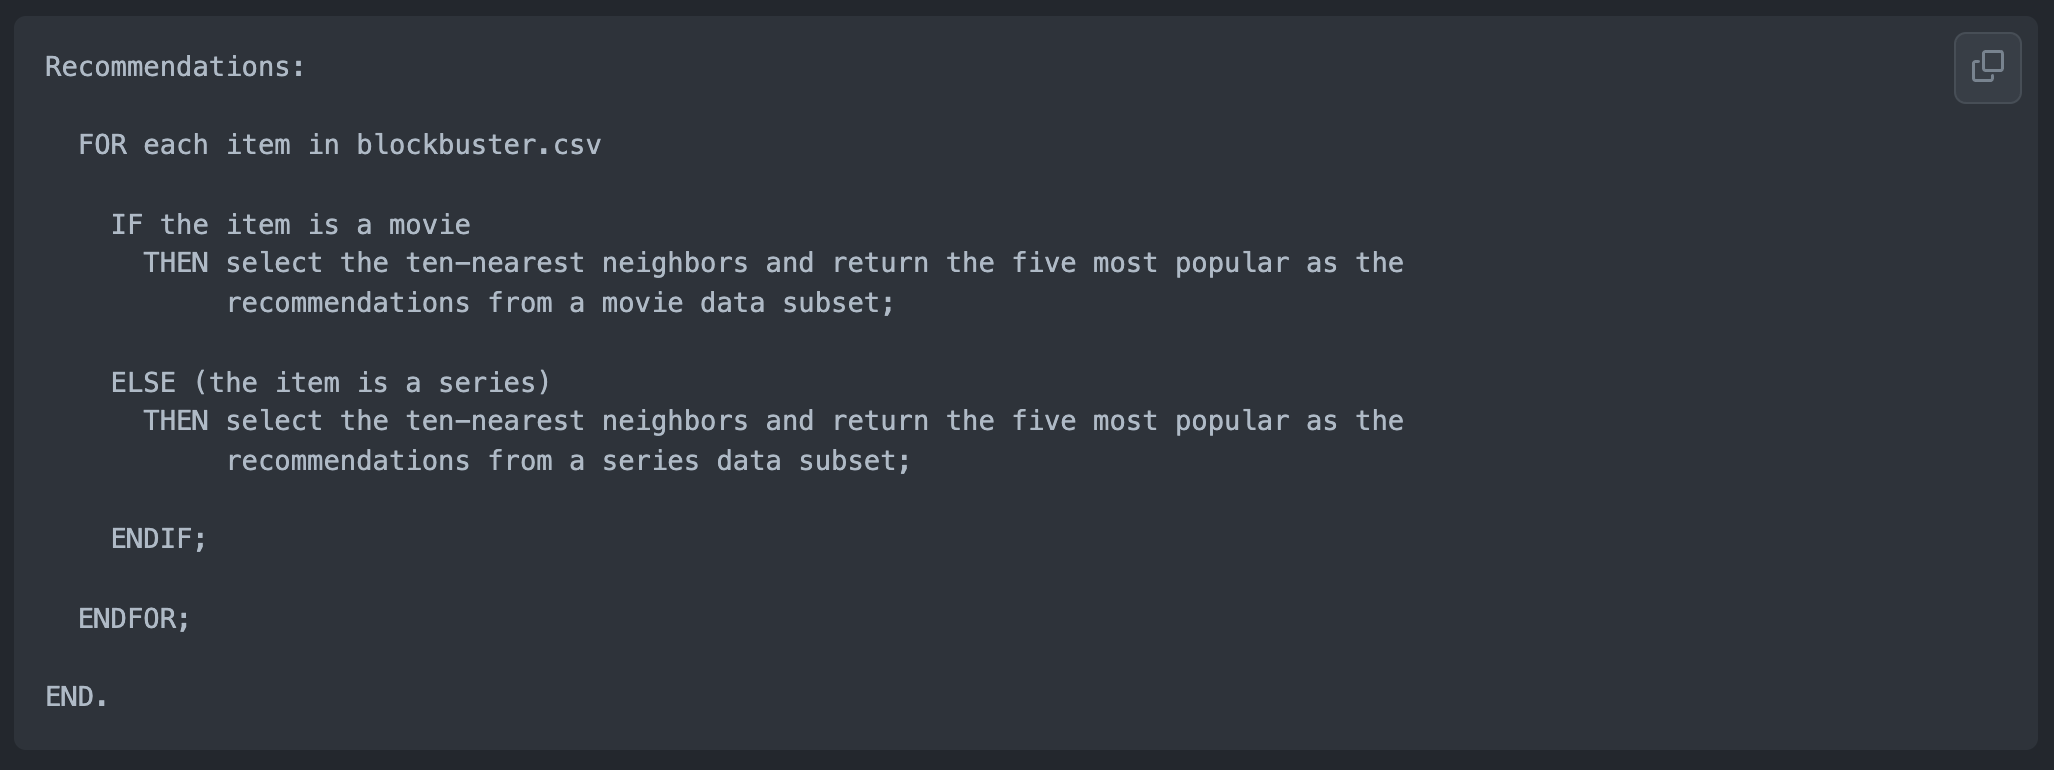 Recommendations:
FOR each item in blockbuster.csv
IF the item is a movie
THEN select the ten-nearest neighbors and return the five most popular as the
recommendations from a movie data subset;
ELSE (the item is a series)
THEN select the ten-nearest neighbors and return the five most popular as the
recommendations from a series data subset;
ENDIF;
ENDFOR;
END.